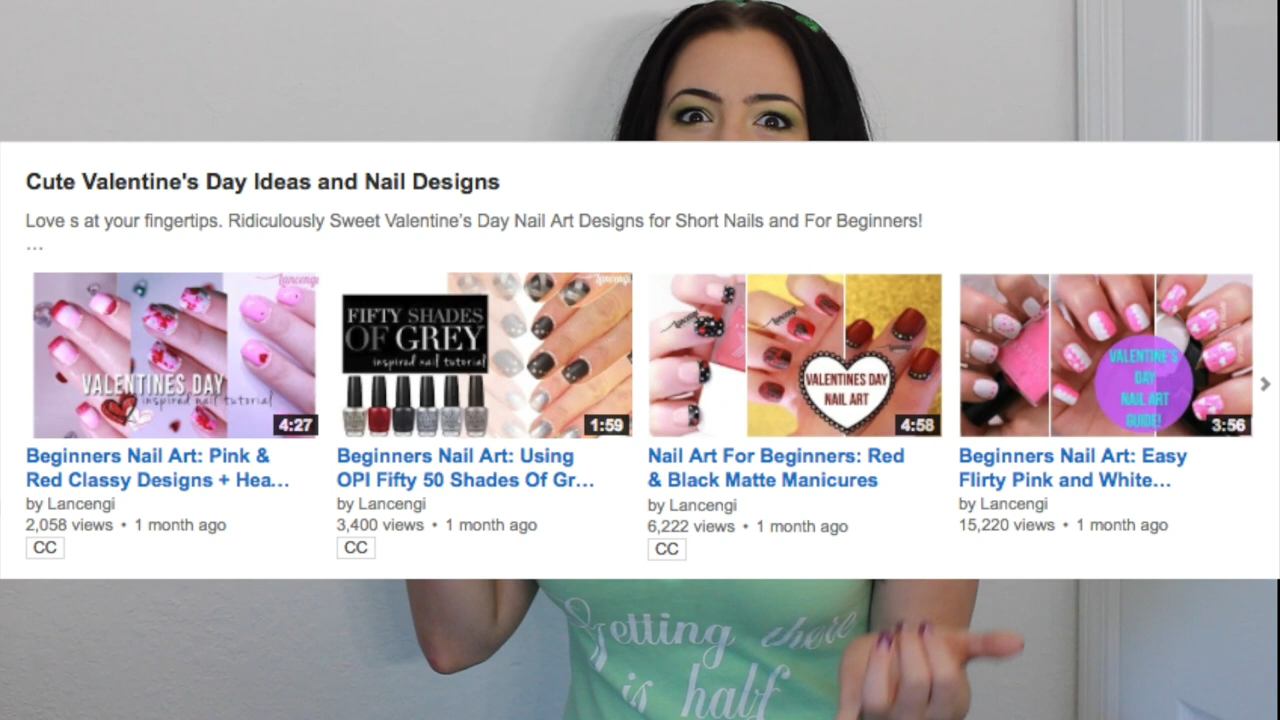 Cute Valentine's Day Ideas and Nail Designs
Love s at your fingertips. Ridiculously Sweet Valentine's Day Nail Art Designs for Short Nails and For Beginners!
...
Lancengi
VALENTINES DAY
inspired nail tutorial
4:27
Lancengi
FIFTY SHADES
OF GREY
inspired nail tutorial
1:59
VALENTINES DAY
NAIL ART
4:58
VALENTINE'S
DAY
NAIL ART
GUIDE!
3:56
Beginners Nail Art: Pink &
Red Classy Designs + Hea...
by Lancengi
2,058 views • 1 month ago
CC
Beginners Nail Art: Using
OPI Fifty 50 Shades Of Gr...
by Lancengi
3,400 views • 1 month ago
CC
Nail Art For Beginners: Red
& Black Matte Manicures
by Lancengi
6,222 views • 1 month ago
CC
Beginners Nail Art: Easy
Flirty Pink and White...
by Lancengi
15,220 views • 1 month ago
Getting there
is half